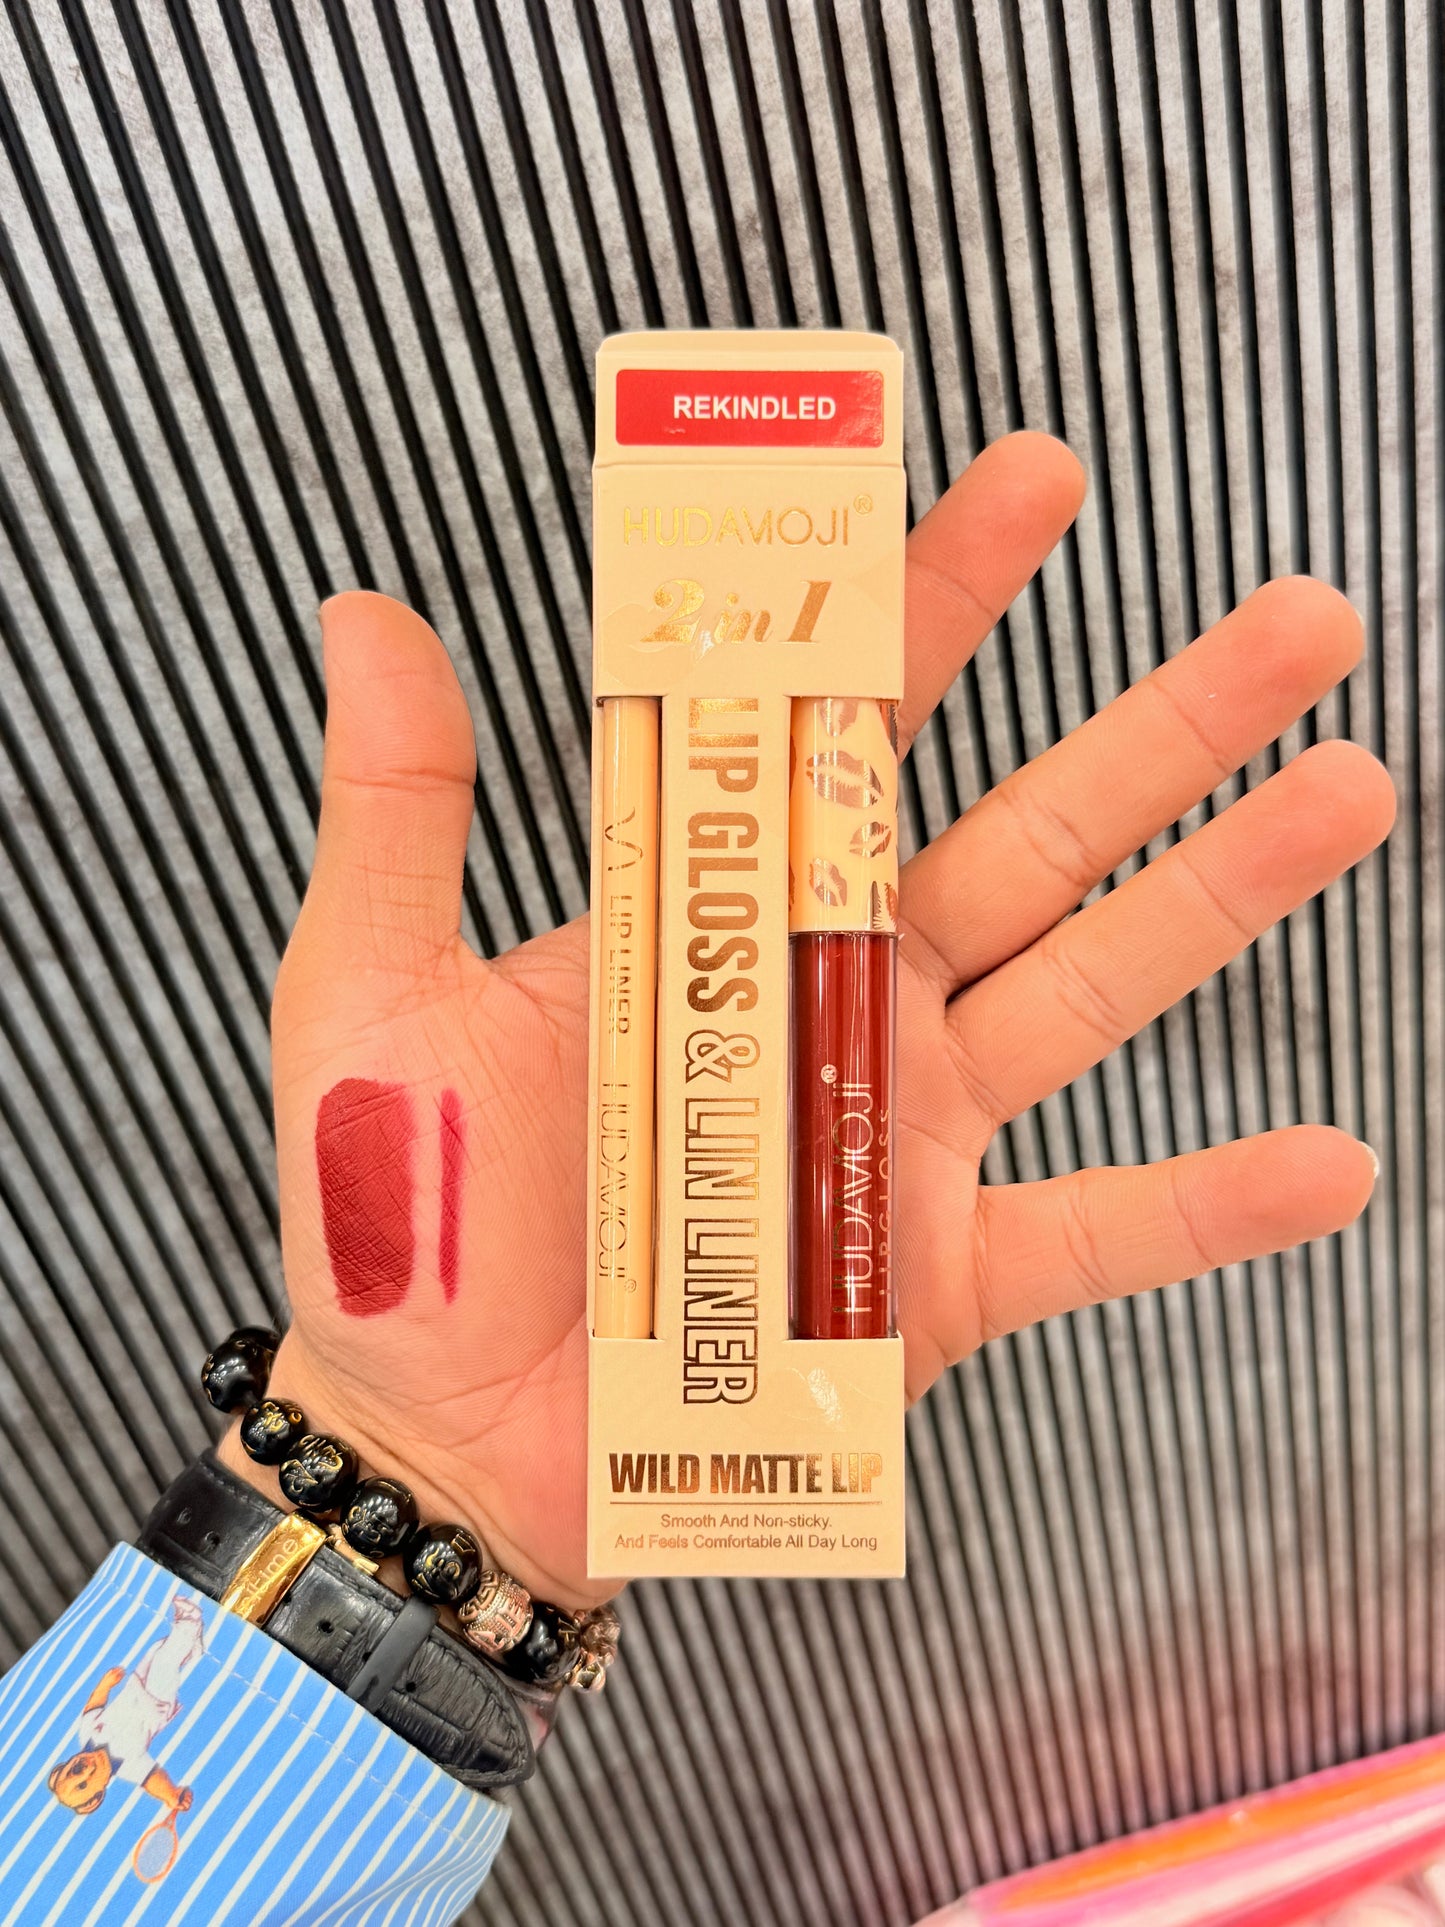 REKINDLED
HUDAMOJI®
2 in 1
LIP GLOSS & LIN LINER
LIP LINER HUDAMOJI®
HUDAMOJI®
LIPGLOSS
WILD MATTE LIP
Smooth And Non-sticky.
And Feels Comfortable All Day Long